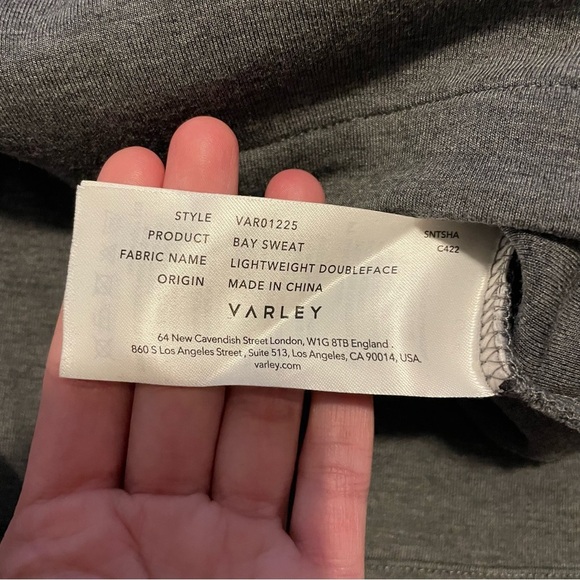 STYLE VAR01225
PRODUCT BAY SWEAT
FABRIC NAME LIGHTWEIGHT DOUBLEFACE
ORIGIN MADE IN CHINA
SNTSHA
C422
VARLEY
64 New Cavendish Street London, W1G 8TB England .
860 S Los Angeles Street , Suite 513, Los Angeles, CA 90014, USA.
varley.com